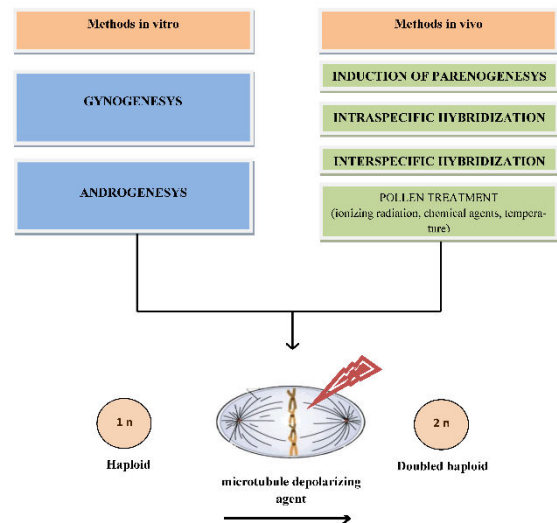 Methods in vitro
GYNOGENESYS
ANDROGENESYS
Methods in vivo
INDUCTION OF PARENOGENESYS
INTRASPECIFIC HYBRIDIZATION
INTERSPECIFIC HYBRIDIZATION
POLLEN TREATMENT
(ionizing radiation, chemical agents, tempera-
ture)
1 n
Haploid
microtubule depolarizing
agent
2 n
Doubled haploid